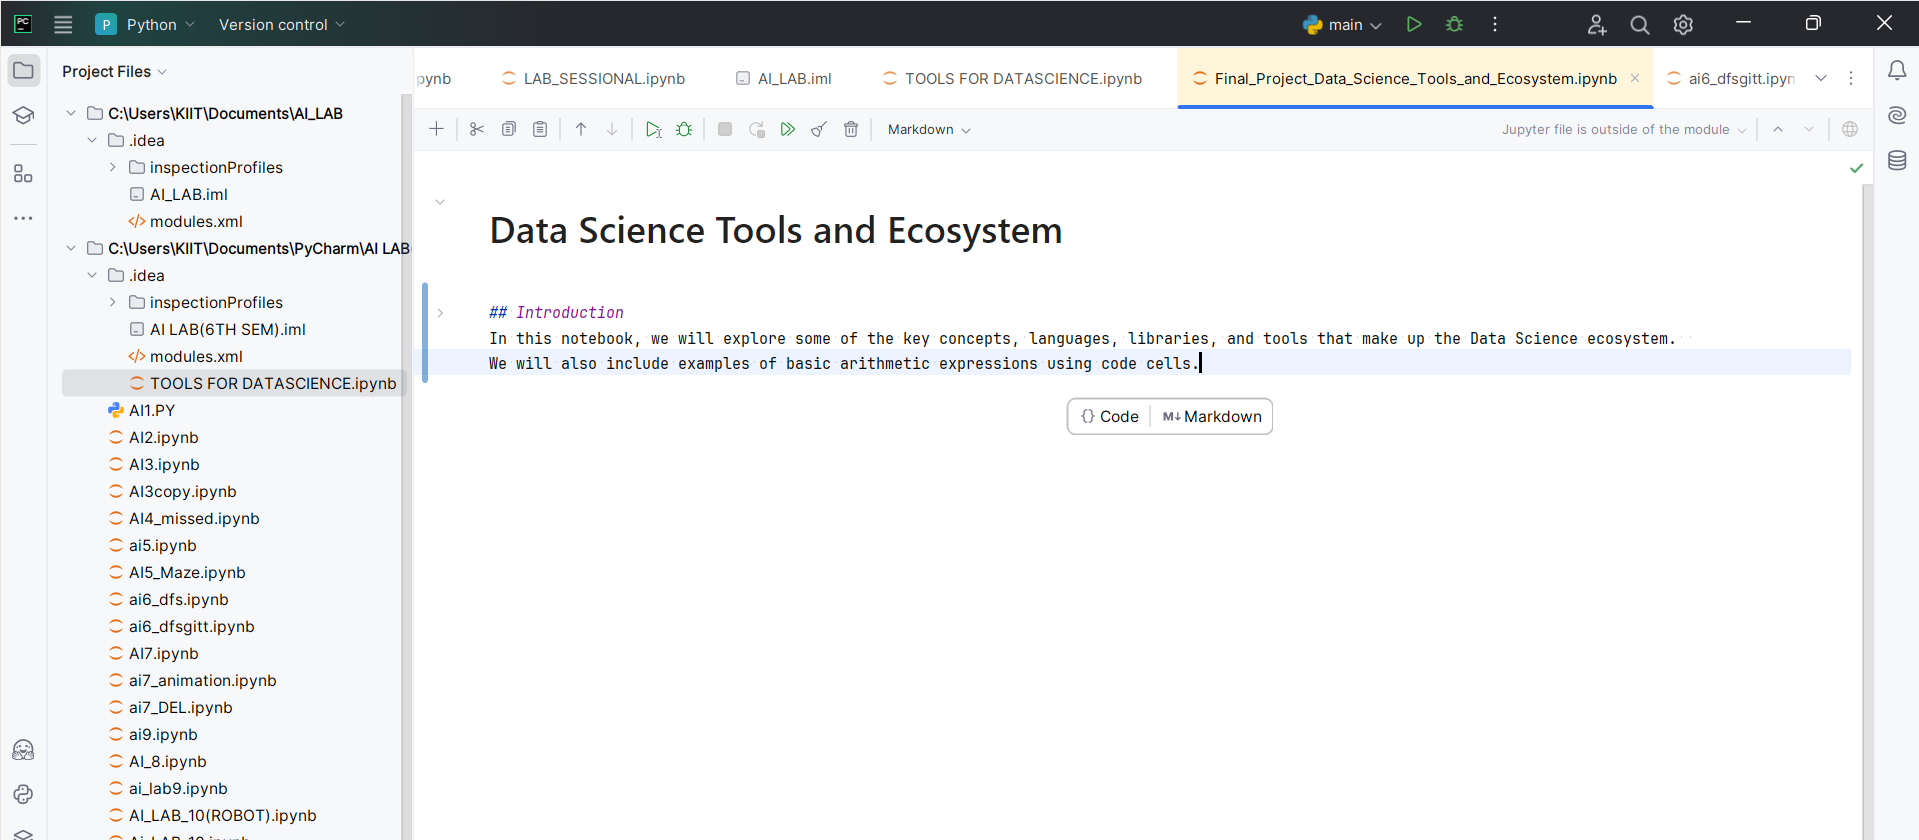 PC
P Python
Version control
main
Project Files
C:\Users\KIIT\Documents\AI_LAB
.idea
inspectionProfiles
AI_LAB.iml
modules.xml
C:\Users\KIIT\Documents\PyCharm\AI LAB
.idea
inspectionProfiles
AI LAB(6TH SEM).iml
modules.xml
TOOLS FOR DATASCIENCE.ipynb
AI1.PY
AI2.ipynb
AI3.ipynb
AI3copy.ipynb
AI4_missed.ipynb
ai5.ipynb
AI5_Maze.ipynb
ai6_dfs.ipynb
ai6_dfsgitt.ipynb
AI7.ipynb
ai7_animation.ipynb
ai7_DEL.ipynb
ai9.ipynb
AI_8.ipynb
ai_lab9.ipynb
AI_LAB_10(ROBOT).ipynb
pynb
LAB_SESSIONAL.ipynb
AI_LAB.iml
TOOLS FOR DATASCIENCE.ipynb
Final_Project_Data_Science_Tools_and_Ecosystem.ipynb
ai6_dfsgitt.ipyn
Markdown
Jupyter file is outside of the module
Data Science Tools and Ecosystem
## Introduction
In this notebook, we will explore some of the key concepts, languages, libraries, and tools that make up the Data Science ecosystem.
We will also include examples of basic arithmetic expressions using code cells.
{} Code
M↓ Markdown